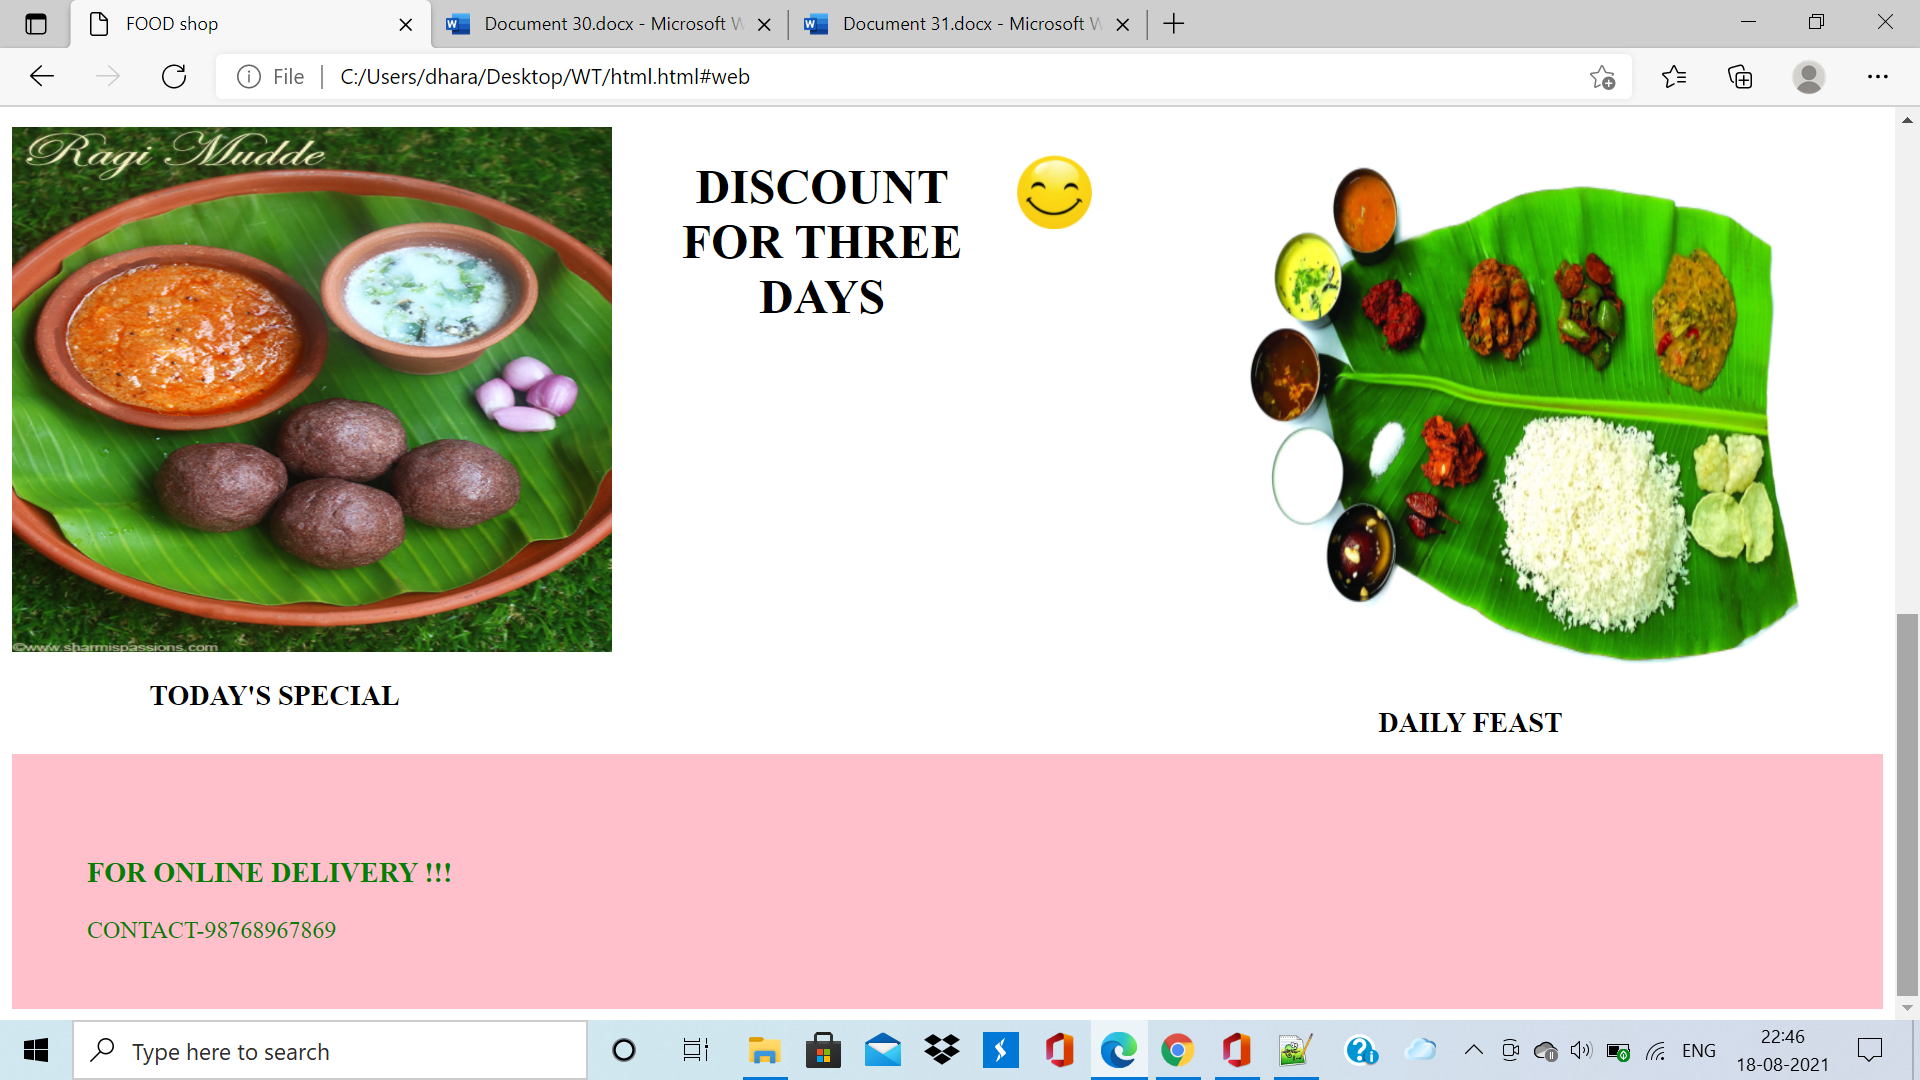 FOOD shop
Document 30.docx - Microsoft W
Document 31.docx - Microsoft W
File
C:/Users/dhara/Desktop/WT/html.html#web
Ragi Mudde
©www.sharmispassions.com
DISCOUNT
FOR THREE
DAYS
TODAY'S SPECIAL
DAILY FEAST
FOR ONLINE DELIVERY !!!
CONTACT-98768967869
Type here to search
ENG
22:46
18-08-2021